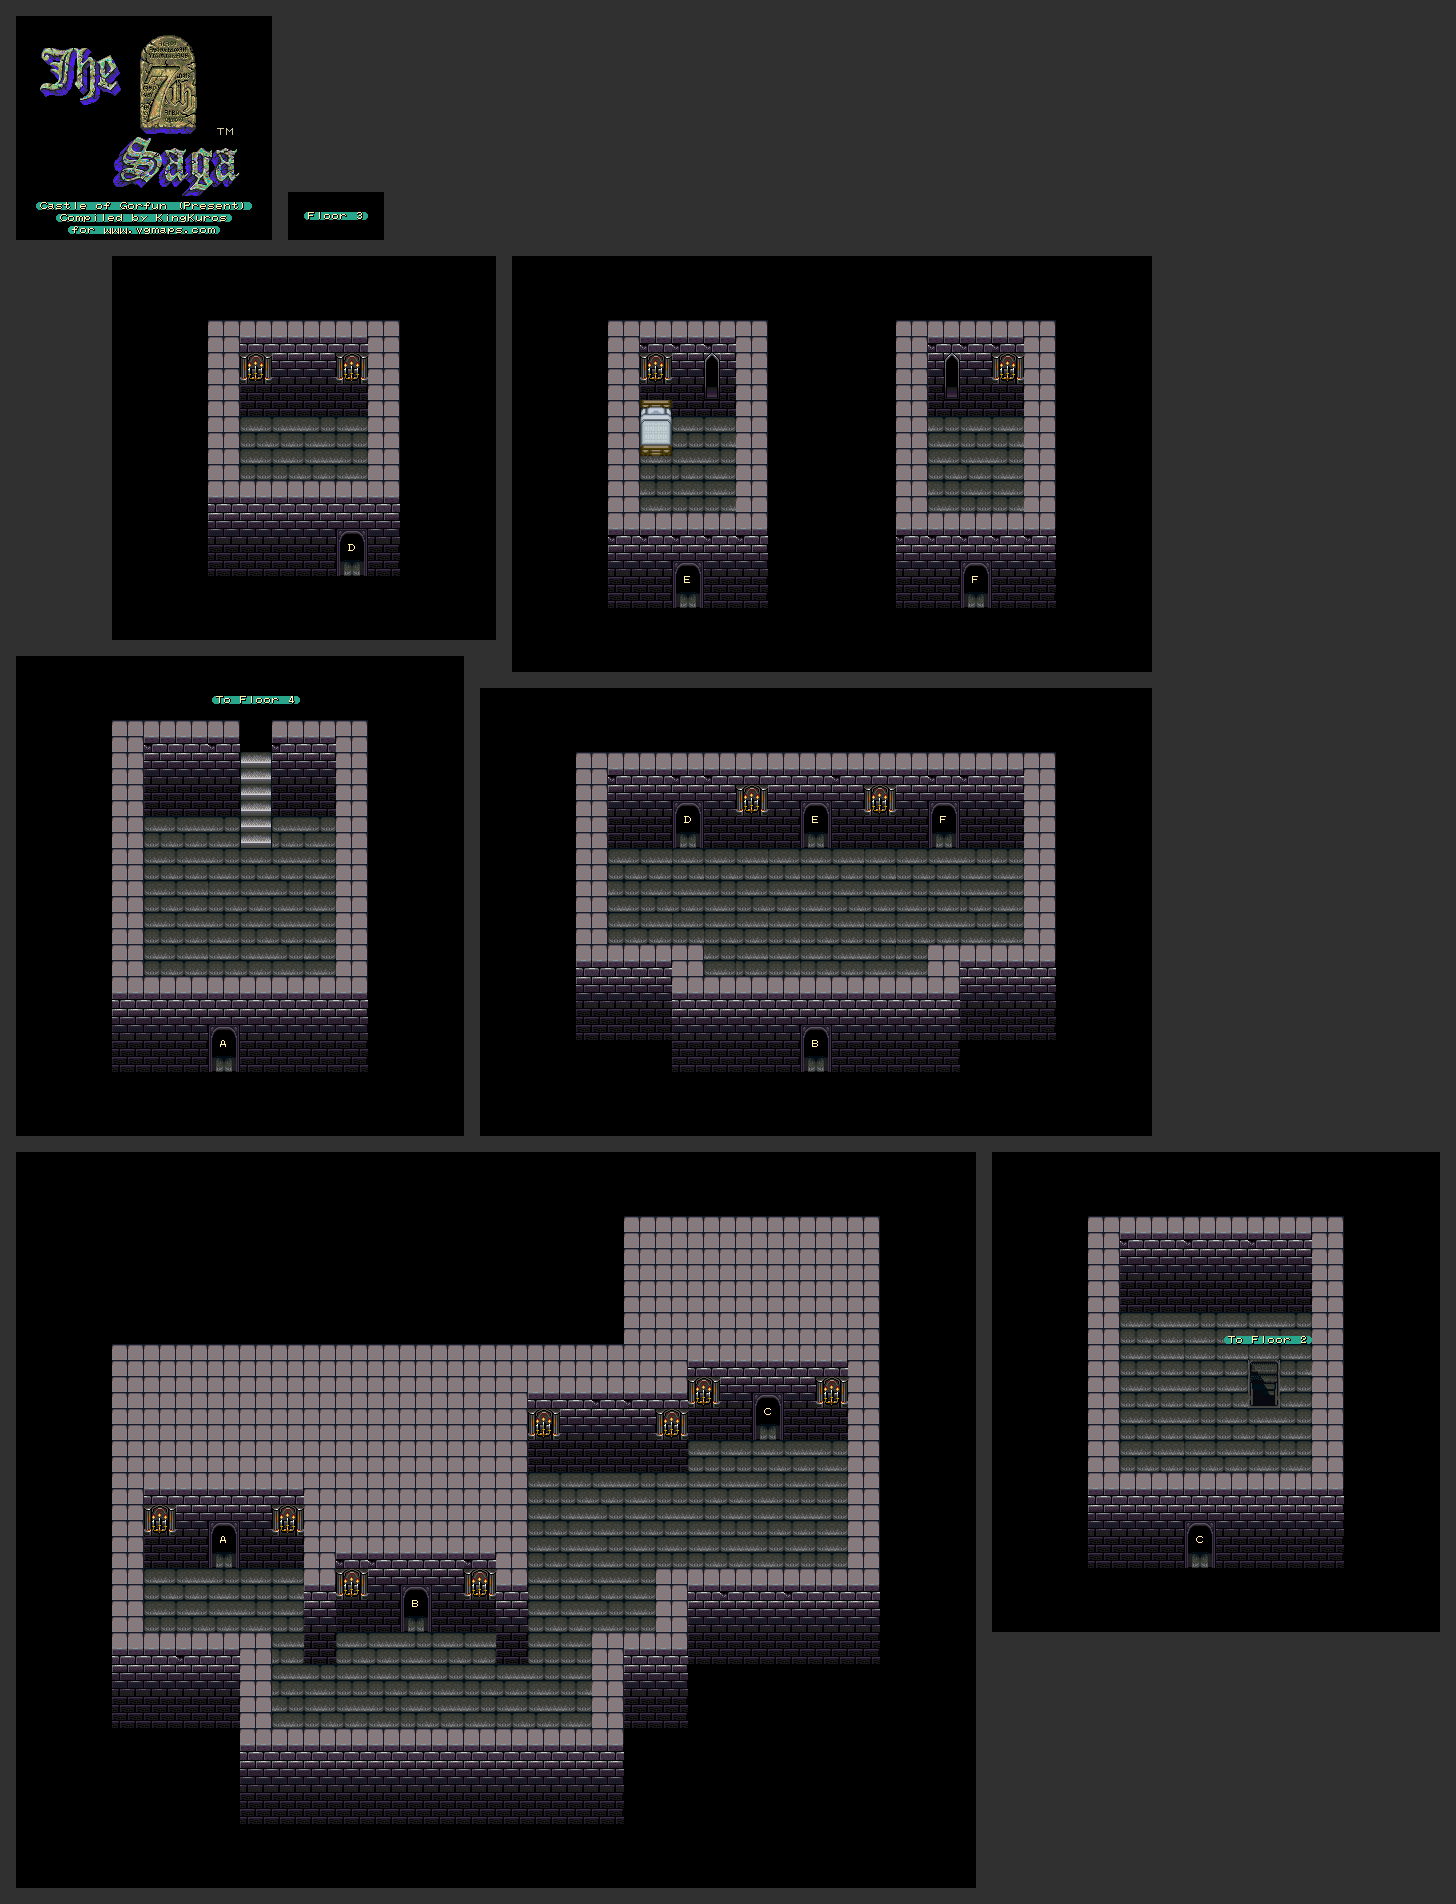 The
7th
TM
Saga
Castle of Gorfun (Present)
Compiled by KingKuros
for www.vgmaps.com
Floor 3
D
E
F
To Floor 4
A
D
E
F
B
C
A
B
To Floor 2
C